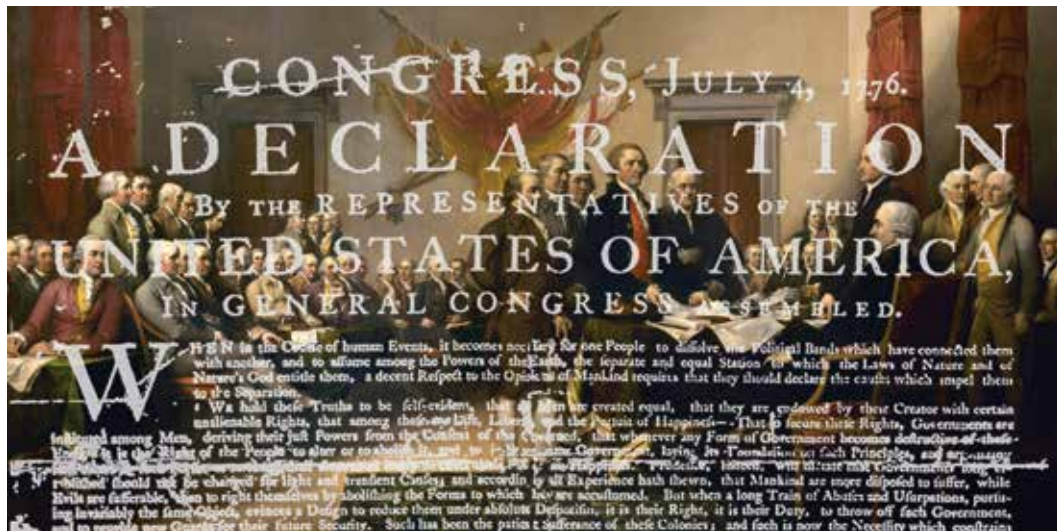 CONGRESS, JULY 4, 1776.
A DECLARATION
BY THE REPRESENTATIVES OF THE
UNITED STATES OF AMERICA,
IN GENERAL CONGRESS ASSEMBLED.
WHEN in the Course of human Events, it becomes necessary for one People to dissolve the Political Bands which have connected them
with another, and to assume among the Powers of the Earth, the separate and equal Station to which the Laws of Nature and of
Nature's God entitle them, a decent Respect to the Opinions of Mankind requires that they should declare the causes which impel them
to the Separation.
WE hold these Truths to be self-evident, that all Men are created equal, that they are endowed by their Creator with certain
unalienable Rights, that among these are Life, Liberty, and the Pursuit of Happiness—That to secure these Rights, Governments are
instituted among Men, deriving their just Powers from the Consent of the Governed, that whenever any Form of Government becomes destructive of these
it is the Right of the People to alter or to abolish it, and to institute new Government, laying its Foundation on such Principles, and
Happiness. Prudence, indeed, will dictate that Governments long
established should not be changed for light and transient Causes; and accordingly all Experience hath shewn, that Mankind are more disposed to suffer, while
Evils are sufferable, than to right themselves by abolishing the Forms to which they are accustomed. But when a long Train of Abuses and Usurpations, pursu-
ing invariably the same Object, evinces a Design to reduce them under absolute Despotism, it is their Right, it is their Duty, to throw off such Government,
and to provide new Guards for their future Security. Such has been the patient Sufferance of these Colonies; and such is now the Necessity which constrains